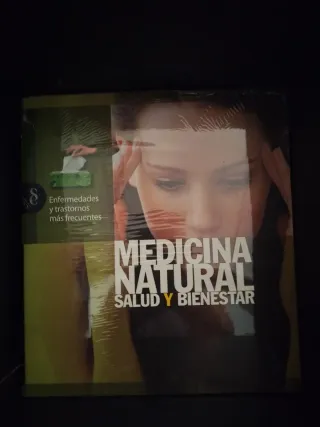 8
Enfermedades
y trastornos
más frecuentes
MEDICINA
NATURAL
SALUD Y BIENESTAR